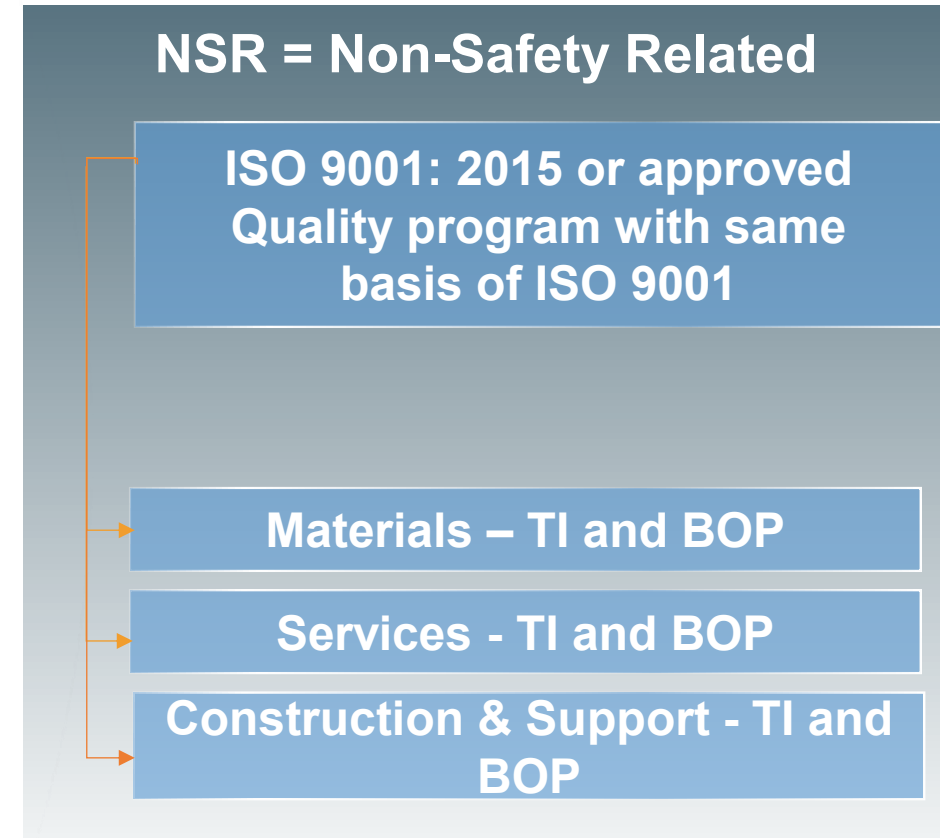 NSR = Non-Safety Related
ISO 9001: 2015 or approved
Quality program with same
basis of ISO 9001
Materials – TI and BOP
Services - TI and BOP
Construction & Support - TI and
BOP